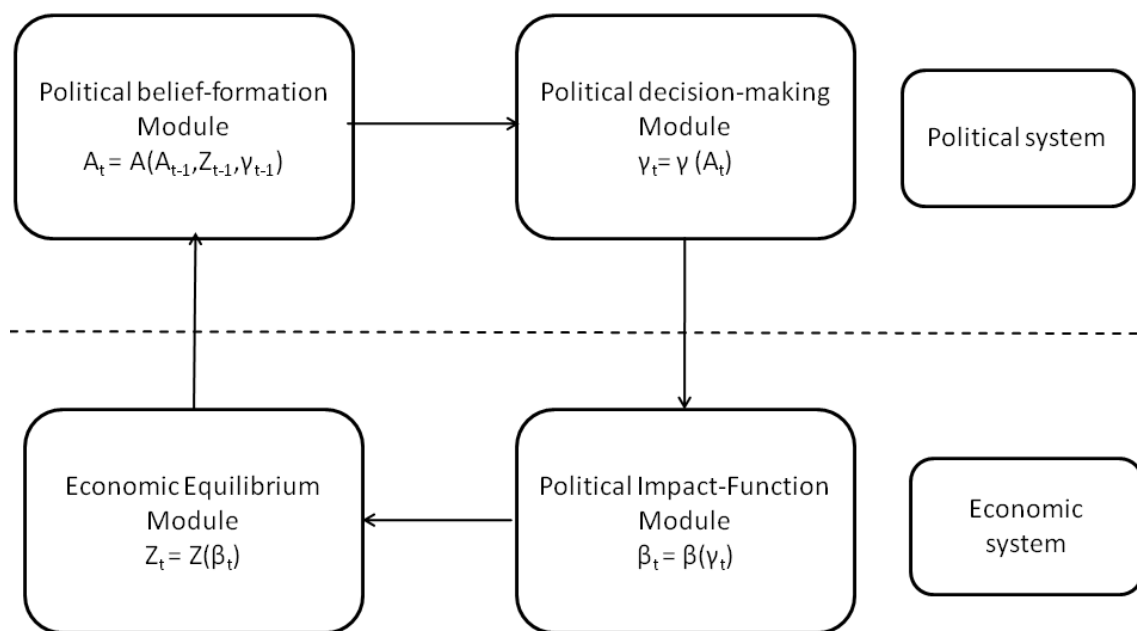 Political belief-formation
Module
Aₜ = A(Aₜ₋₁,Zₜ₋₁,γₜ₋₁)
Political decision-making
Module
γₜ= γ (Aₜ)
Political system
Economic Equilibrium
Module
Zₜ = Z(βₜ)
Political Impact-Function
Module
βₜ = β(γₜ)
Economic
system